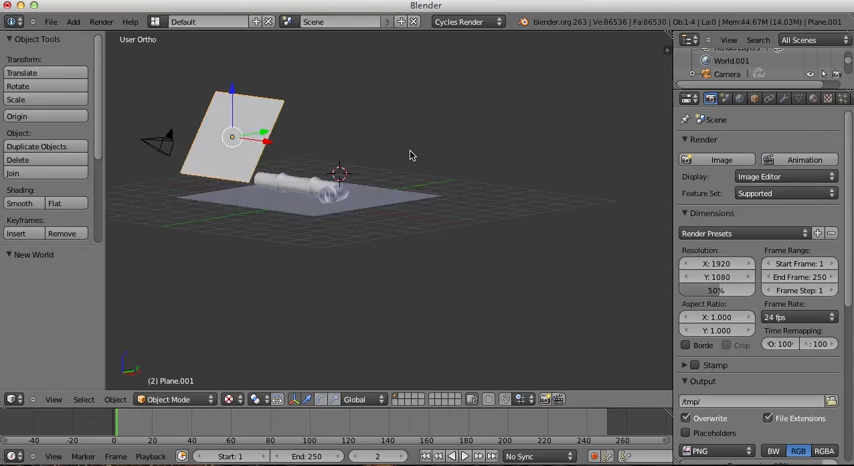 Blender
File Add Render Help Default Scene 3 Cycles Render blender.org 263 | Ve:86536 | Fa:86530 | Ob:1-4 | La:0 | Mem:44.67M (14.03M) | Plane.001
View Search All Scenes
World.001
Camera
Object Tools
Transform:
Translate
Rotate
Scale
Origin
Object:
Duplicate Objects
Delete
Join
Shading:
Smooth Flat
Keyframes:
Insert Remove
New World
User Ortho
(2) Plane.001
View Select Object Object Mode Global
Scene
Render
Image Animation
Display: Image Editor
Feature Set: Supported
Dimensions
Render Presets
Resolution: Frame Range:
X: 1920 Start Frame: 1
Y: 1080 End Frame: 250
50% Frame Step: 1
Aspect Ratio: Frame Rate:
X: 1.000 24 fps
Y: 1.000 Time Remapping:
Borde Crop O: 100 : 100
Stamp
Output
/tmp/
Overwrite File Extensions
Placeholders
PNG BW RGB RGBA
-40 -20 0 20 40 60 80 100 120 140 160 180 200 220 240 260
View Marker Frame Playback Start: 1 End: 250 2 No Sync